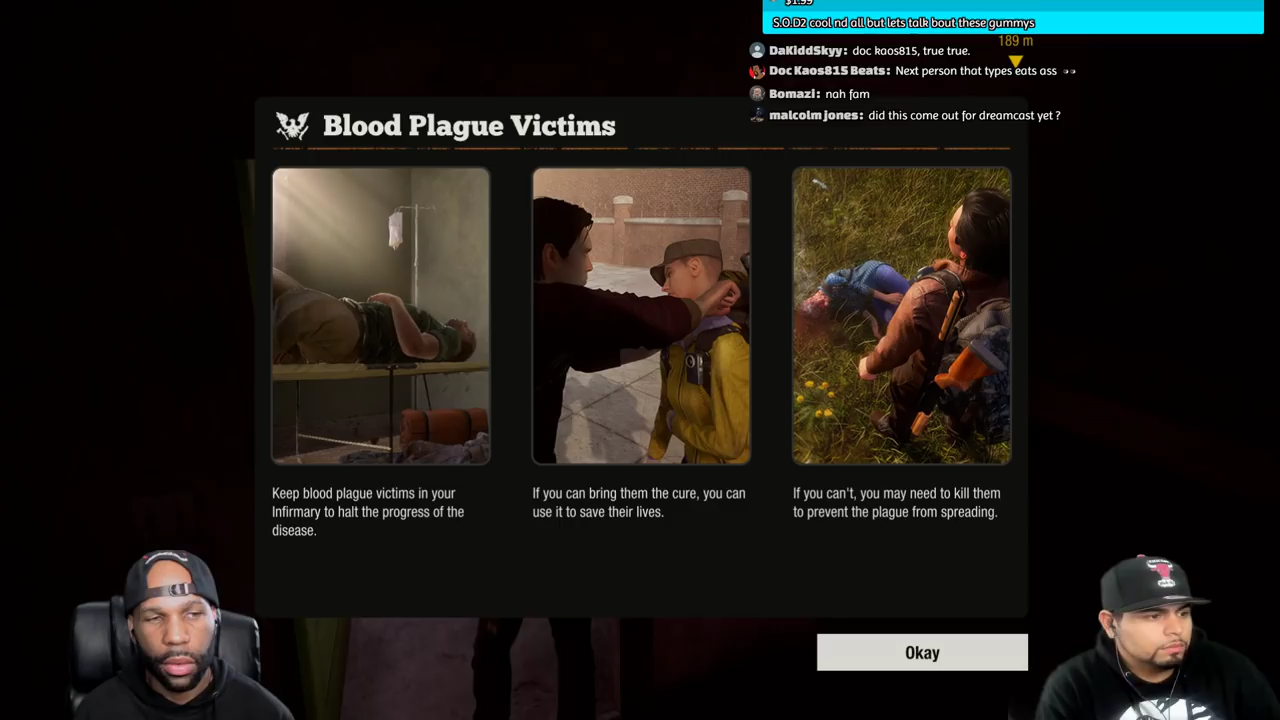 $1.99
S.O.D2 cool nd all but lets talk bout these gummys
189 m
DaKiddSkyy: doc kaos815, true true.
Doc Kaos815 Beats: Next person that types eats ass
Bomazi: nah fam
malcolm jones: did this come out for dreamcast yet ?
Blood Plague Victims
Keep blood plague victims in your
Infirmary to halt the progress of the
disease.
If you can bring them the cure, you can
use it to save their lives.
If you can't, you may need to kill them
to prevent the plague from spreading.
Okay